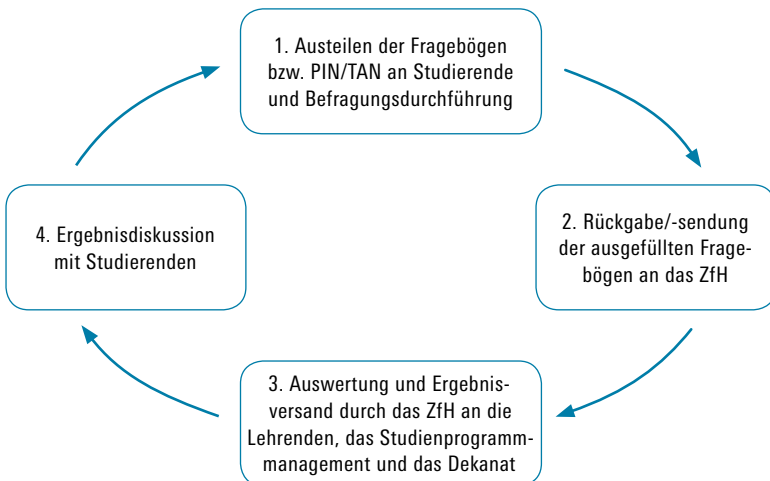 1. Austeilen der Fragebögen
bzw. PIN/TAN an Studierende
und Befragungsdurchführung
2. Rückgabe/-sendung
der ausgefüllten Frage-
bögen an das ZfH
3. Auswertung und Ergebnis-
versand durch das ZfH an die
Lehrenden, das Studienprogramm-
management und das Dekanat
4. Ergebnisdiskussion
mit Studierenden